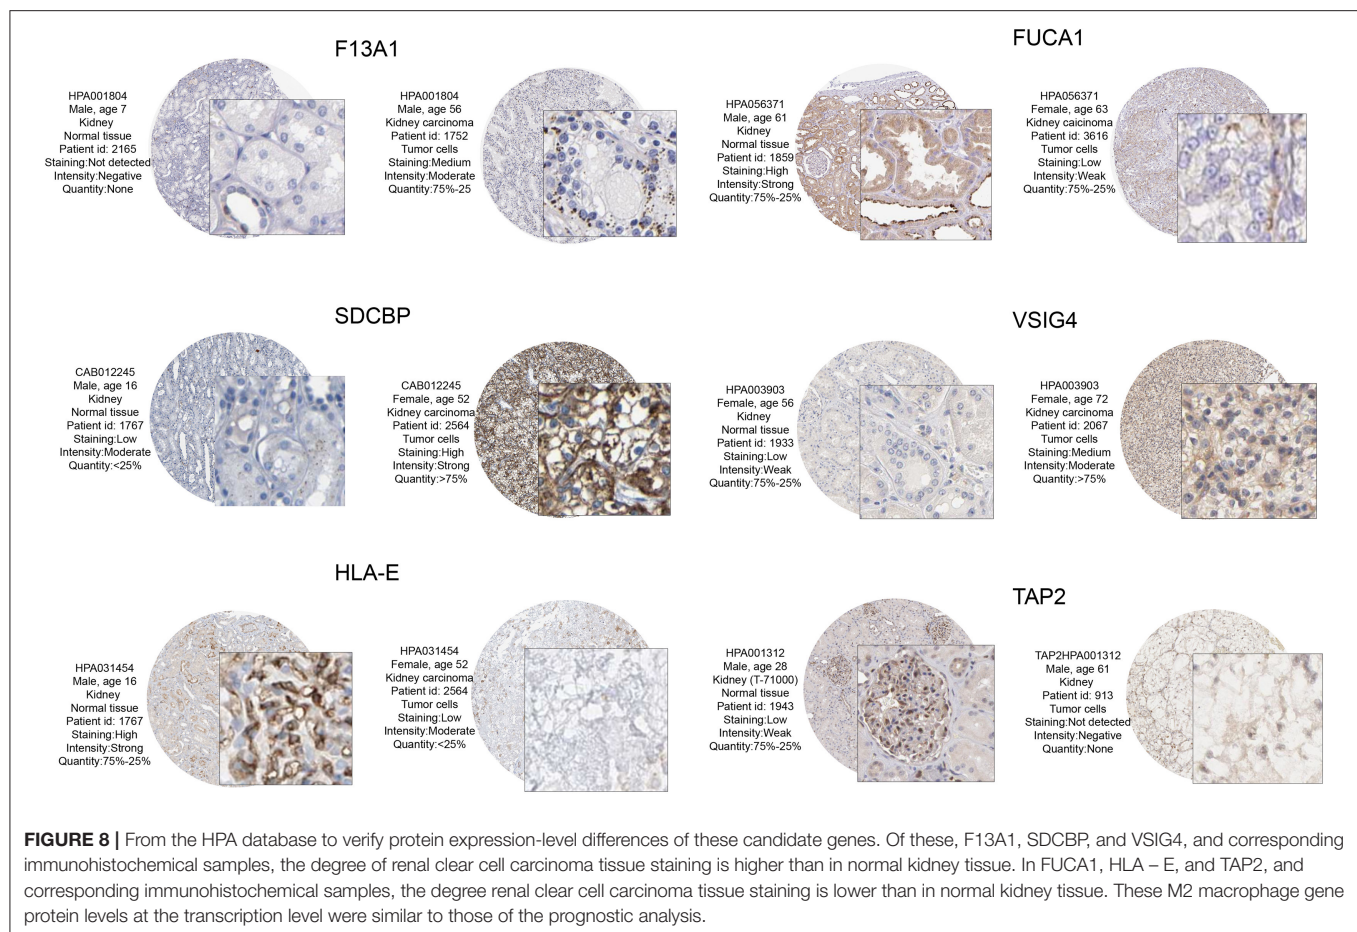 F13A1
HPA001804
Male, age 7
Kidney
Normal tissue
Patient id: 2165
Staining:Not detected
Intensity:Negative
Quantity:None
HPA001804
Male, age 56
Kidney carcinoma
Patient id: 1752
Tumor cells
Staining:Medium
Intensity:Moderate
Quantity:75%-25
FUCA1
HPA056371
Male, age 61
Kidney
Normal tissue
Patient id: 1859
Staining:High
Intensity:Strong
Quantity:75%-25%
HPA056371
Female, age 63
Kidney caicinoma
Patient id: 3616
Tumor cells
Staining:Low
Intensity:Weak
Quantity:75%-25%
SDCBP
CAB012245
Male, age 16
Kidney
Normal tissue
Patient id: 1767
Staining:Low
Intensity:Moderate
Quantity:<25%
CAB012245
Female, age 52
Kidney carcinoma
Patient id: 2564
Tumor cells
Staining:High
Intensity:Strong
Quantity:>75%
VSIG4
HPA003903
Female, age 56
Kidney
Normal tissue
Patient id: 1933
Staining:Low
Intensity:Weak
Quantity:75%-25%
HPA003903
Female, age 72
Kidney carcinoma
Patient id: 2067
Tumor cells
Staining:Medium
Intensity:Moderate
Quantity:>75%
HLA-E
HPA031454
Male, age 16
Kidney
Normal tissue
Patient id: 1767
Staining:High
Intensity:Strong
Quantity:75%-25%
HPA031454
Female, age 52
Kidney carcinoma
Patient id: 2564
Tumor cells
Staining:Low
Intensity:Moderate
Quantity:<25%
TAP2
HPA001312
Male, age 28
Kidney (T-71000)
Normal tissue
Patient id: 1943
Staining:Low
Intensity:Weak
Quantity:75%-25%
TAP2HPA001312
Male, age 61
Kidney
Patient id: 913
Tumor cells
Staining:Not detected
Intensity:Negative
Quantity:None
FIGURE 8 | From the HPA database to verify protein expression-level differences of these candidate genes. Of these, F13A1, SDCBP, and VSIG4, and corresponding
immunohistochemical samples, the degree of renal clear cell carcinoma tissue staining is higher than in normal kidney tissue. In FUCA1, HLA – E, and TAP2, and
corresponding immunohistochemical samples, the degree renal clear cell carcinoma tissue staining is lower than in normal kidney tissue. These M2 macrophage gene
protein levels at the transcription level were similar to those of the prognostic analysis.